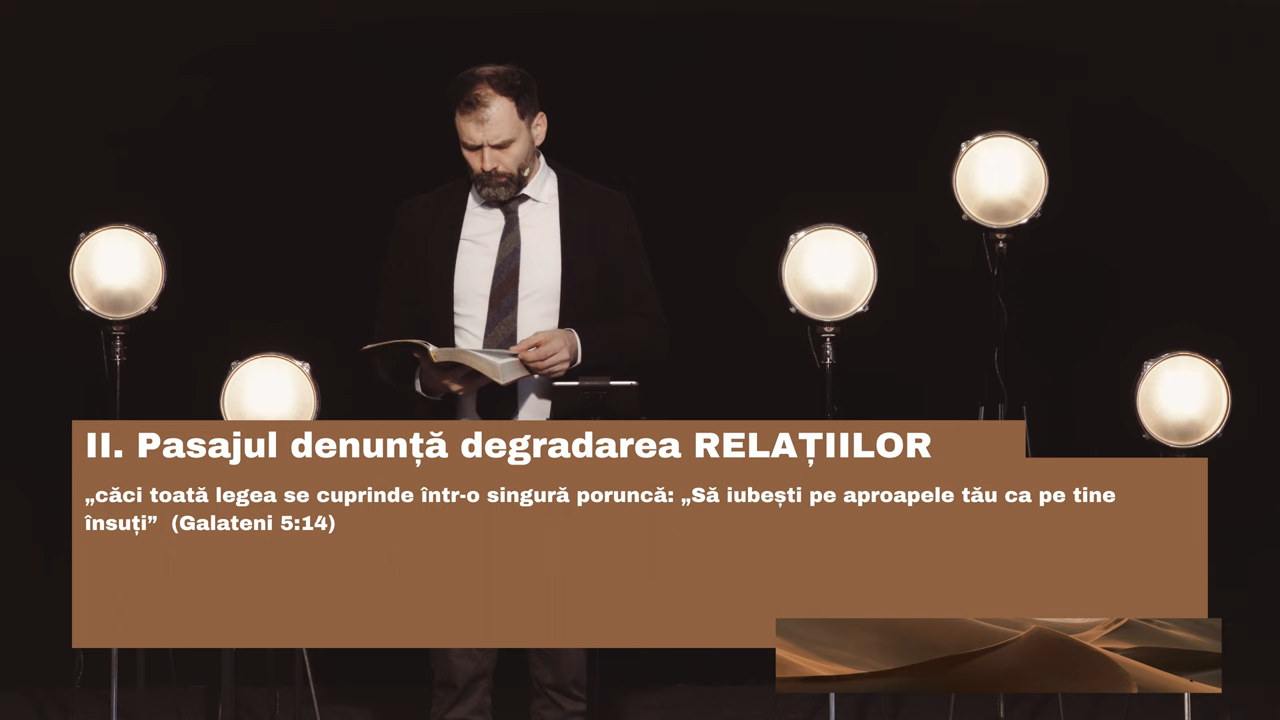 II. Pasajul denunță degradarea RELAȚIILOR
„căci toată legea se cuprinde într-o singură poruncă: „Să iubești pe aproapele tău ca pe tine
însuți”  (Galateni 5:14)